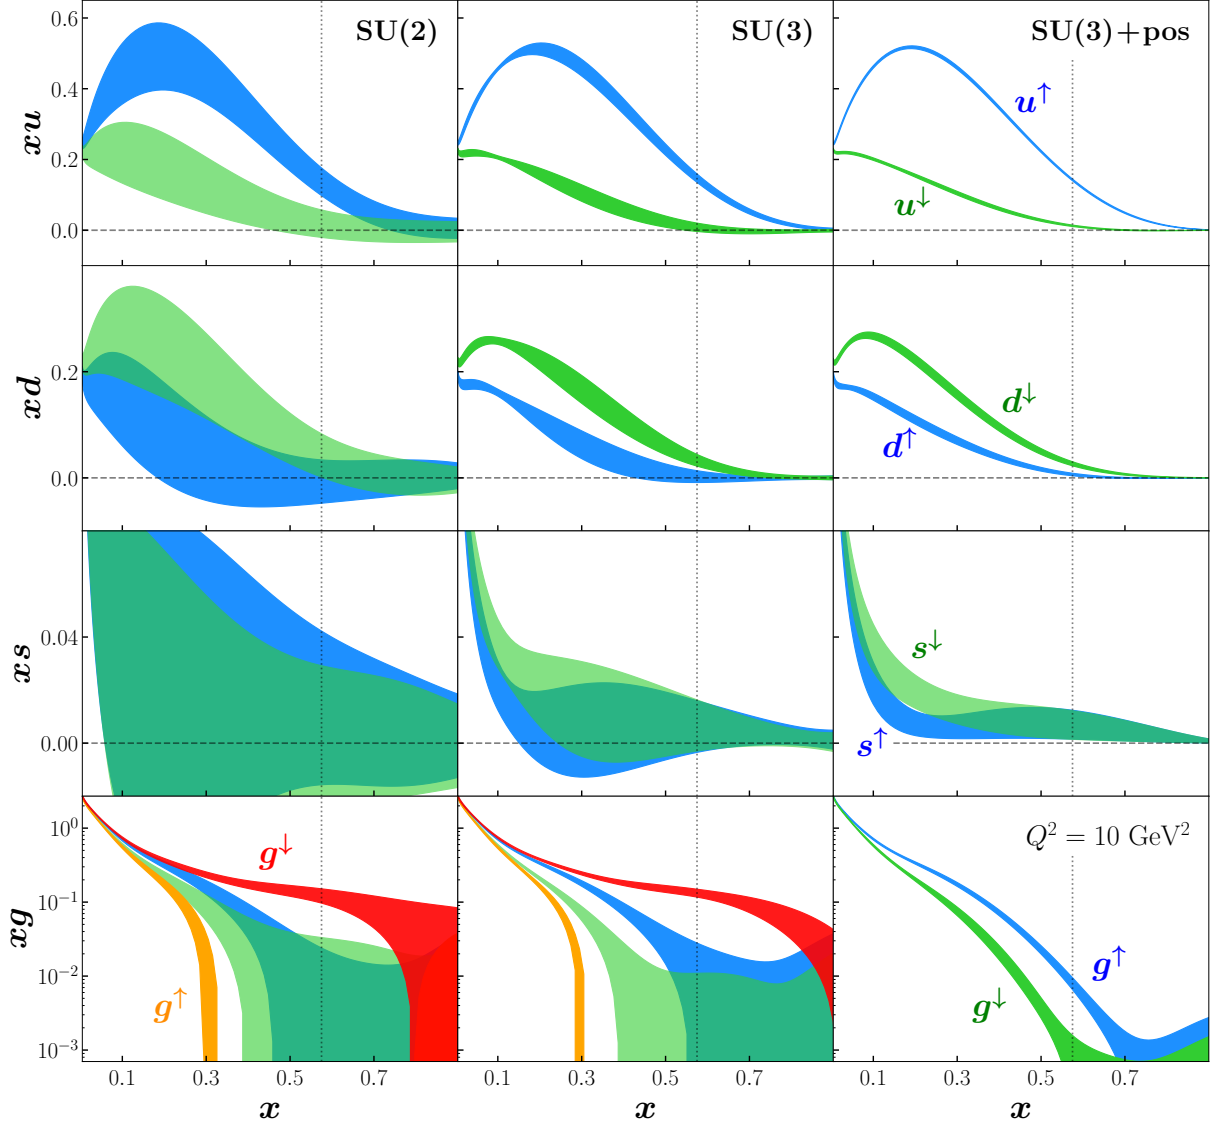 SU(2) SU(3) SU(3)+pos
0.6
0.4
0.2
0.0
xu
u↑
u↓
0.2
0.0
xd
d↓
d↑
0.04
0.00
xs
s↓
s↑
10⁰
10⁻¹
10⁻²
10⁻³
xg
g↓
g↑
Q² = 10 GeV²
g↑
g↓
0.1 0.3 0.5 0.7 0.1 0.3 0.5 0.7 0.1 0.3 0.5 0.7
x x x